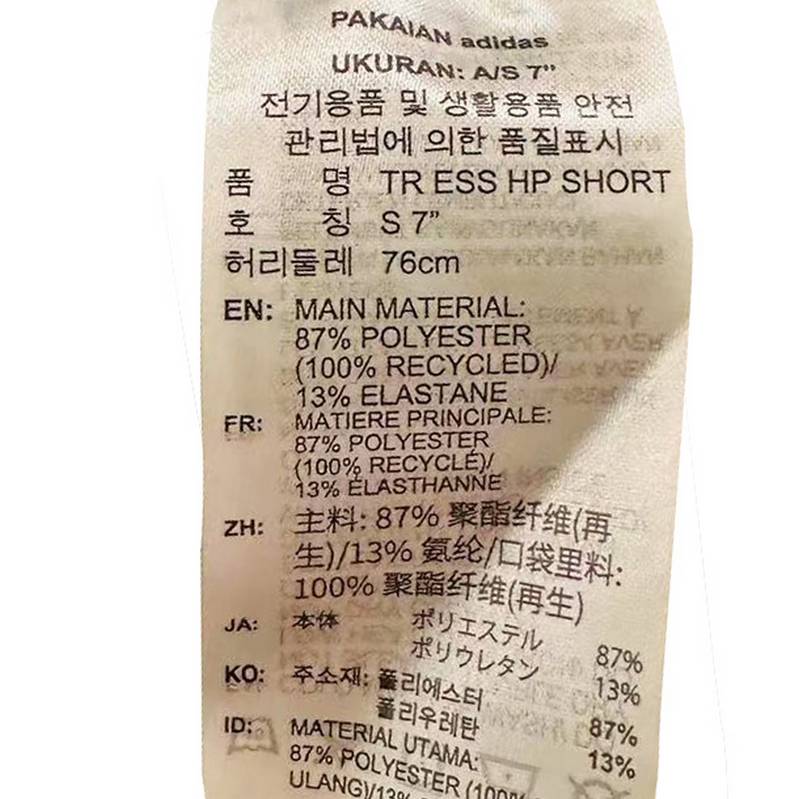 PAKAIAN adidas
UKURAN: A/S 7"
전기용품 및 생활용품 안전
관리법에 의한 품질표시
품 명 TR ESS HP SHORT
호 칭 S 7”
허리둘레 76cm
EN: MAIN MATERIAL:
87% POLYESTER
(100% RECYCLED)/
13% ELASTANE
FR: MATIERE PRINCIPALE:
87% POLYESTER
(100% RECYCLÉ)/
13% ÉLASTHANNE
ZH: 主料: 87% 聚酯纤维(再
生)/13% 氨纶/口袋里料:
100% 聚酯纤维(再生)
JA: 本体 ポリエステル 87%
ポリウレタン 13%
KO: 주소재: 폴리에스터 87%
폴리우레탄 13%
ID: MATERIAL UTAMA:
87% POLYESTER (100%
ULANG)/13%